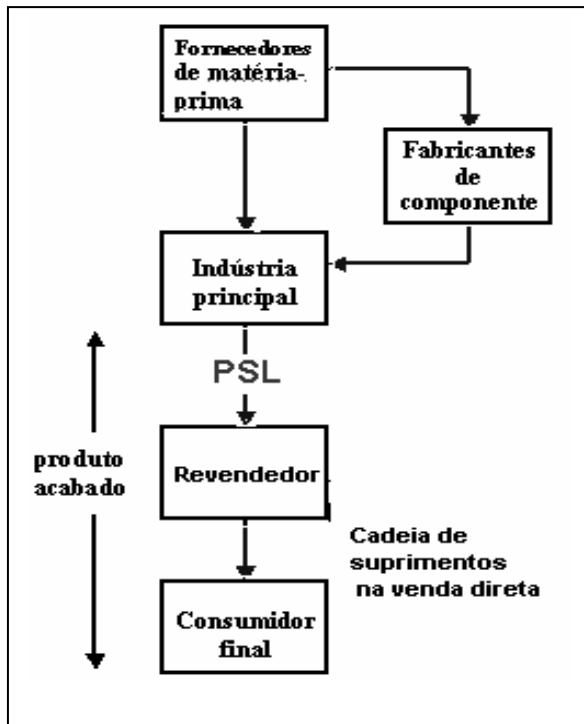 Fornecedores
de matéria-
prima
Fabricantes
de
componente
Indústria
principal
PSL
produto
acabado
Revendedor
Cadeia de
suprimentos
na venda direta
Consumidor
final